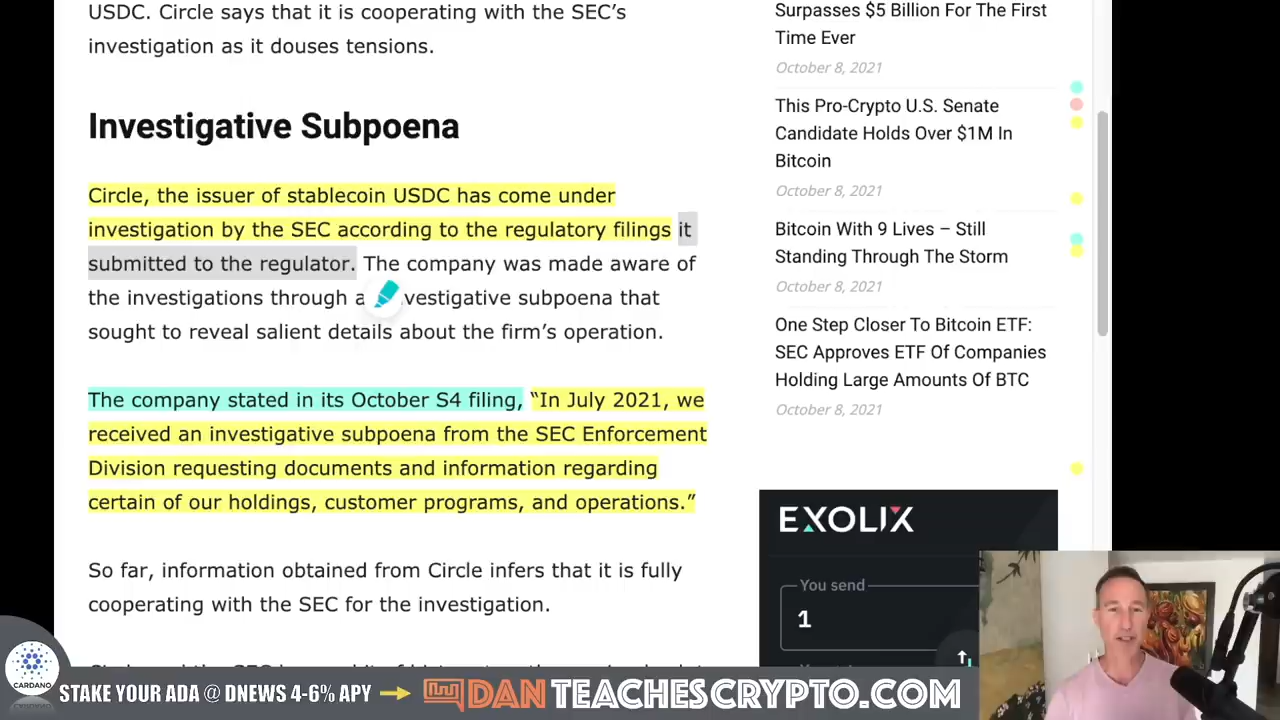 USDC. Circle says that it is cooperating with the SEC’s
investigation as it douses tensions.
Investigative Subpoena
Circle, the issuer of stablecoin USDC has come under
investigation by the SEC according to the regulatory filings it
submitted to the regulator. The company was made aware of
the investigations through a vestigative subpoena that
sought to reveal salient details about the firm’s operation.
The company stated in its October S4 filing, “In July 2021, we
received an investigative subpoena from the SEC Enforcement
Division requesting documents and information regarding
certain of our holdings, customer programs, and operations.”
So far, information obtained from Circle infers that it is fully
cooperating with the SEC for the investigation.
Surpasses $5 Billion For The First
Time Ever
October 8, 2021
This Pro-Crypto U.S. Senate
Candidate Holds Over $1M In
Bitcoin
October 8, 2021
Bitcoin With 9 Lives – Still
Standing Through The Storm
October 8, 2021
One Step Closer To Bitcoin ETF:
SEC Approves ETF Of Companies
Holding Large Amounts Of BTC
October 8, 2021
EXOLIX
You send
1
CARDANO
STAKE YOUR ADA @ DNEWS 4-6% APY
DANTEACHESCRYPTO.COM